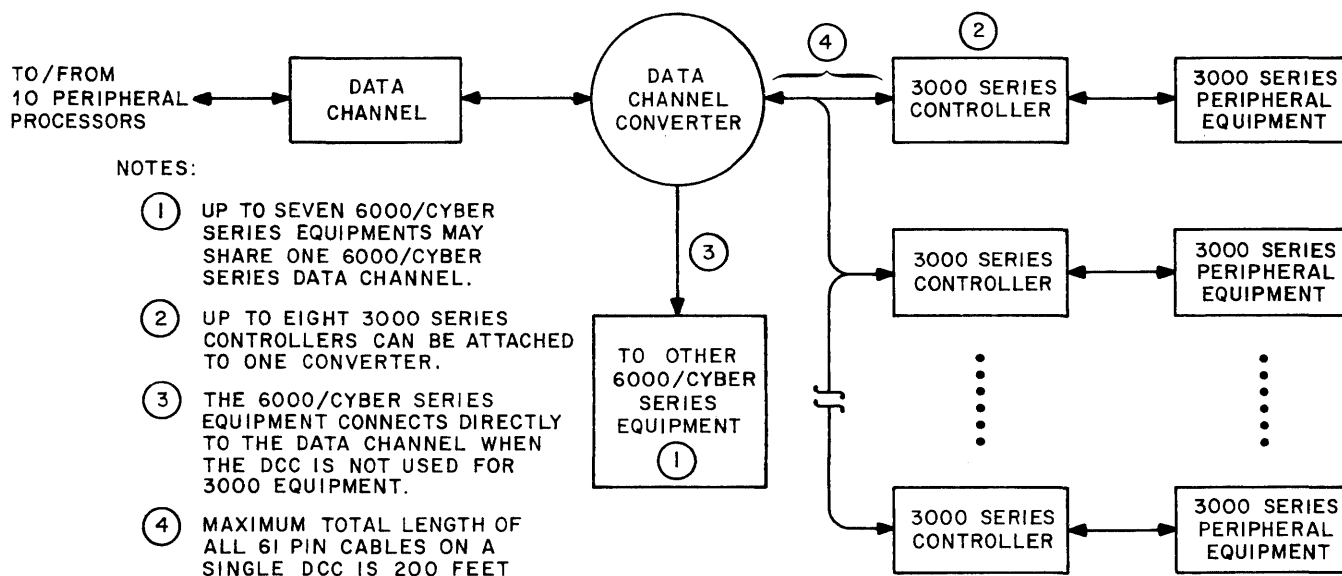 TO/FROM
10 PERIPHERAL
PROCESSORS
DATA
CHANNEL
DATA
CHANNEL
CONVERTER
4
2
3000 SERIES
CONTROLLER
3000 SERIES
PERIPHERAL
EQUIPMENT
NOTES:
1 UP TO SEVEN 6000/CYBER
SERIES EQUIPMENTS MAY
SHARE ONE 6000/CYBER
SERIES DATA CHANNEL.
2 UP TO EIGHT 3000 SERIES
CONTROLLERS CAN BE ATTACHED
TO ONE CONVERTER.
3 THE 6000/CYBER SERIES
EQUIPMENT CONNECTS DIRECTLY
TO THE DATA CHANNEL WHEN
THE DCC IS NOT USED FOR
3000 EQUIPMENT.
4 MAXIMUM TOTAL LENGTH OF
ALL 61 PIN CABLES ON A
SINGLE DCC IS 200 FEET
3
TO OTHER
6000/CYBER
SERIES
EQUIPMENT
1
3000 SERIES
CONTROLLER
3000 SERIES
PERIPHERAL
EQUIPMENT
3000 SERIES
CONTROLLER
3000 SERIES
PERIPHERAL
EQUIPMENT